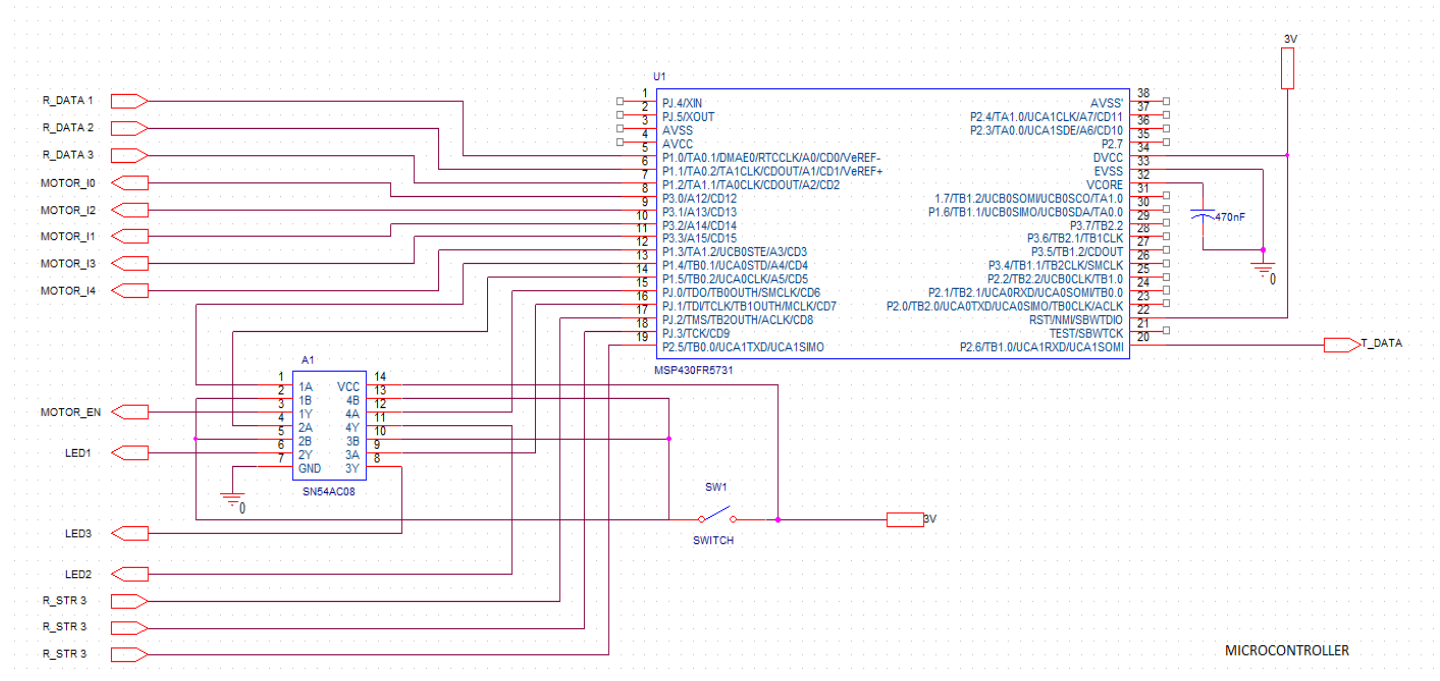 3V
U1
R_DATA 1
R_DATA 2
R_DATA 3
MOTOR_I0
MOTOR_I2
MOTOR_I1
MOTOR_I3
MOTOR_I4
1 PJ.4/XIN
2 PJ.5/XOUT
3 AVSS
4 AVCC
5 P1.0/TA0.1/DMAE0/RTCCLK/A0/CD0/VeREF-
6 P1.1/TA0.2/TA1CLK/CDOUT/A1/CD1/VeREF+
7 P1.2/TA1.1/TA0CLK/CDOUT/A2/CD2
8 P3.0/A12/CD12
9 P3.1/A13/CD13
10 P3.2/A14/CD14
11 P3.3/A15/CD15
12 P1.3/TA1.2/UCB0STE/A3/CD3
13 P1.4/TB0.1/UCA0STD/A4/CD4
14 P1.5/TB0.2/UCA0CLK/A5/CD5
15 PJ.0/TDO/TB0OUTH/SMCLK/CD6
16 PJ.1/TDI/TCLK/TB1OUTH/MCLK/CD7
17 PJ.2/TMS/TB2OUTH/ACLK/CD8
18 PJ.3/TCK/CD9
19 P2.5/TB0.0/UCA1TXD/UCA1SIMO
AVSS' 38
P2.4/TA1.0/UCA1CLK/A7/CD11 37
P2.3/TA0.0/UCA1SDE/A6/CD10 36
P2.7 35
DVCC 34
EVSS 33
VCORE 32
1.7/TB1.2/UCB0SOMI/UCB0SCO/TA1.0 31
P1.6/TB1.1/UCB0SIMO/UCB0SDA/TA0.0 30
P3.7/TB2.2 29
P3.6/TB2.1/TB1CLK 28
P3.5/TB1.2/CDOUT 27
P3.4/TB1.1/TB2CLK/SMCLK 26
P2.2/TB2.2/UCB0CLK/TB1.0 25
P2.1/TB2.1/UCA0RXD/UCA0SOMI/TB0.0 24
P2.0/TB2.0/UCA0TXD/UCA0SIMO/TB0CLK/ACLK 23
RST/NMI/SBWTDIO 22
TEST/SBWTCK 21
P2.6/TB1.0/UCA1RXD/UCA1SOMI 20
470nF
0
T_DATA
MSP430FR5731
A1
MOTOR_EN
LED1
1 1A
2 1B
3 1Y
4 2A
5 2B
6 2Y
7 GND
VCC 14
4B 13
4A 12
4Y 11
3B 10
3A 9
3Y 8
SN54AC08
0
SW1
SWITCH
3V
LED3
LED2
R_STR 3
R_STR 3
R_STR 3
MICROCONTROLLER